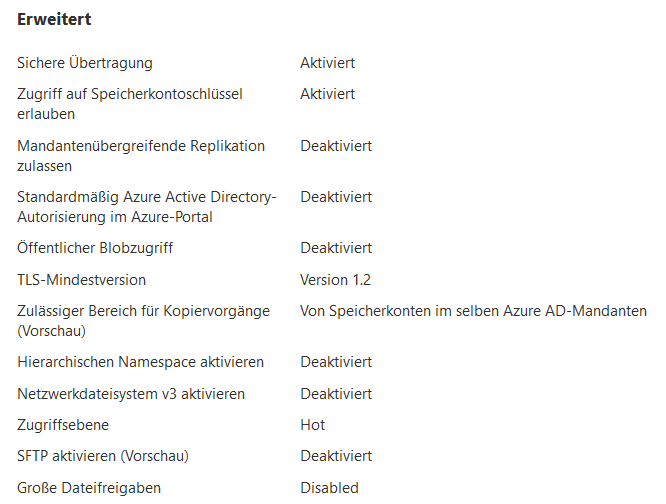 Erweitert
Sichere Übertragung Aktiviert
Zugriff auf Speicherkontoschlüssel Aktiviert
erlauben
Mandantenübergreifende Replikation Deaktiviert
zulassen
Standardmäßig Azure Active Directory- Deaktiviert
Autorisierung im Azure-Portal
Öffentlicher Blobzugriff Deaktiviert
TLS-Mindestversion Version 1.2
Zulässiger Bereich für Kopiervorgänge Von Speicherkonten im selben Azure AD-Mandanten
(Vorschau)
Hierarchischen Namespace aktivieren Deaktiviert
Netzwerkdateisystem v3 aktivieren Deaktiviert
Zugriffsebene Hot
SFTP aktivieren (Vorschau) Deaktiviert
Große Dateifreigaben Disabled